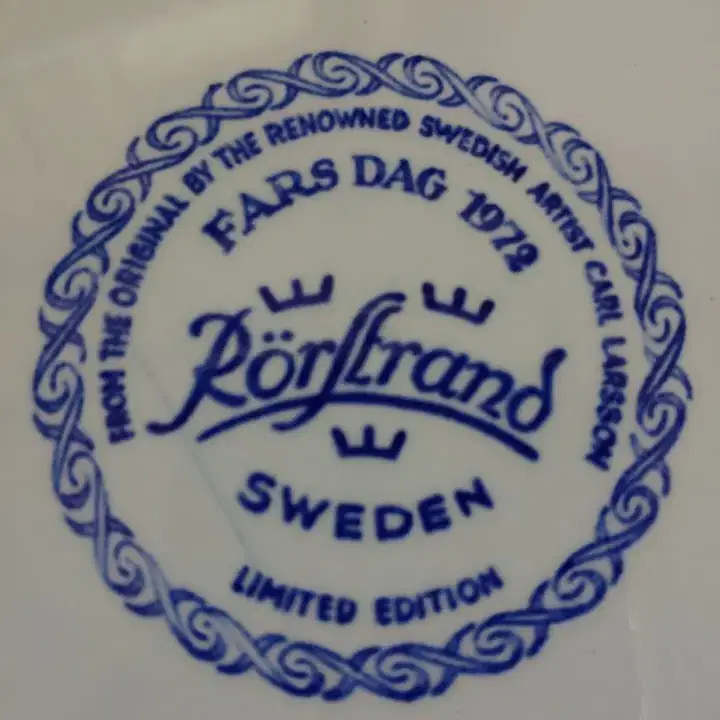 FROM THE ORIGINAL BY THE RENOWNED SWEDISH ARTIST CARL LARSSON
FARS DAG 1972
Rörstrand
SWEDEN
LIMITED EDITION